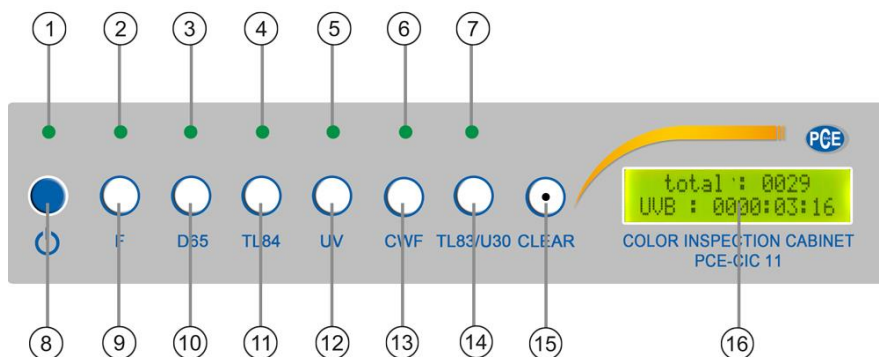 1 2 3 4 5 6 7
PCE
total : 0029
UVB : 0000:03:16
F D65 TL84 UV CWF TL83/U30 CLEAR
COLOR INSPECTION CABINET
PCE-CIC 11
8 9 10 11 12 13 14 15 16